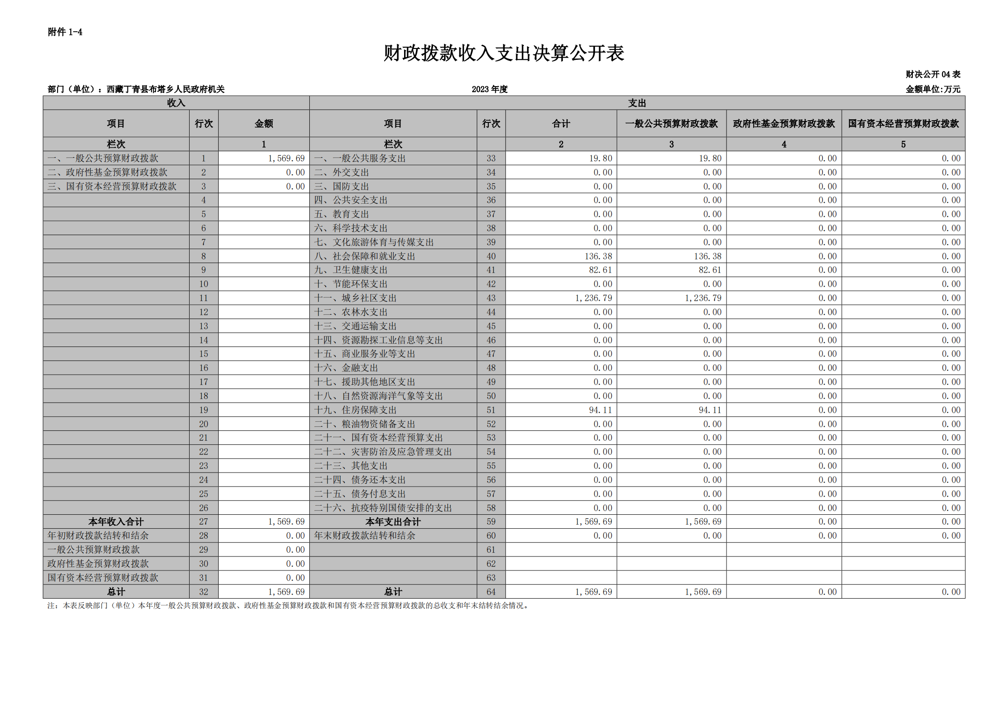 附件 1-4
财政拨款收入支出决算公开表
财决公开 04 表
部门（单位）：西藏丁青县布塔乡人民政府机关 2023 年度 金额单位:万元
收入 支出
项目 行次 金额 项目 行次 合计 一般公共预算财政拨款 政府性基金预算财政拨款 国有资本经营预算财政拨款
栏次 1 栏次 2 3 4 5
一、一般公共预算财政拨款 1 1,569.69 一、一般公共服务支出 33 19.80 19.80 0.00 0.00
二、政府性基金预算财政拨款 2 0.00 二、外交支出 34 0.00 0.00 0.00 0.00
三、国有资本经营预算财政拨款 3 0.00 三、国防支出 35 0.00 0.00 0.00 0.00
4 四、公共安全支出 36 0.00 0.00 0.00 0.00
5 五、教育支出 37 0.00 0.00 0.00 0.00
6 六、科学技术支出 38 0.00 0.00 0.00 0.00
7 七、文化旅游体育与传媒支出 39 0.00 0.00 0.00 0.00
8 八、社会保障和就业支出 40 136.38 136.38 0.00 0.00
9 九、卫生健康支出 41 82.61 82.61 0.00 0.00
10 十、节能环保支出 42 0.00 0.00 0.00 0.00
11 十一、城乡社区支出 43 1,236.79 1,236.79 0.00 0.00
12 十二、农林水支出 44 0.00 0.00 0.00 0.00
13 十三、交通运输支出 45 0.00 0.00 0.00 0.00
14 十四、资源勘探工业信息等支出 46 0.00 0.00 0.00 0.00
15 十五、商业服务业等支出 47 0.00 0.00 0.00 0.00
16 十六、金融支出 48 0.00 0.00 0.00 0.00
17 十七、援助其他地区支出 49 0.00 0.00 0.00 0.00
18 十八、自然资源海洋气象等支出 50 0.00 0.00 0.00 0.00
19 十九、住房保障支出 51 94.11 94.11 0.00 0.00
20 二十、粮油物资储备支出 52 0.00 0.00 0.00 0.00
21 二十一、国有资本经营预算支出 53 0.00 0.00 0.00 0.00
22 二十二、灾害防治及应急管理支出 54 0.00 0.00 0.00 0.00
23 二十三、其他支出 55 0.00 0.00 0.00 0.00
24 二十四、债务还本支出 56 0.00 0.00 0.00 0.00
25 二十五、债务付息支出 57 0.00 0.00 0.00 0.00
26 二十六、抗疫特别国债安排的支出 58 0.00 0.00 0.00 0.00
本年收入合计 27 1,569.69 本年支出合计 59 1,569.69 1,569.69 0.00 0.00
年初财政拨款结转和结余 28 0.00 年末财政拨款结转和结余 60 0.00 0.00 0.00 0.00
一般公共预算财政拨款 29 0.00 61
政府性基金预算财政拨款 30 0.00 62
国有资本经营预算财政拨款 31 0.00 63
总计 32 1,569.69 总计 64 1,569.69 1,569.69 0.00 0.00
注：本表反映部门（单位）本年度一般公共预算财政拨款、政府性基金预算财政拨款和国有资本经营预算财政拨款的总收支和年末结转结余情况。